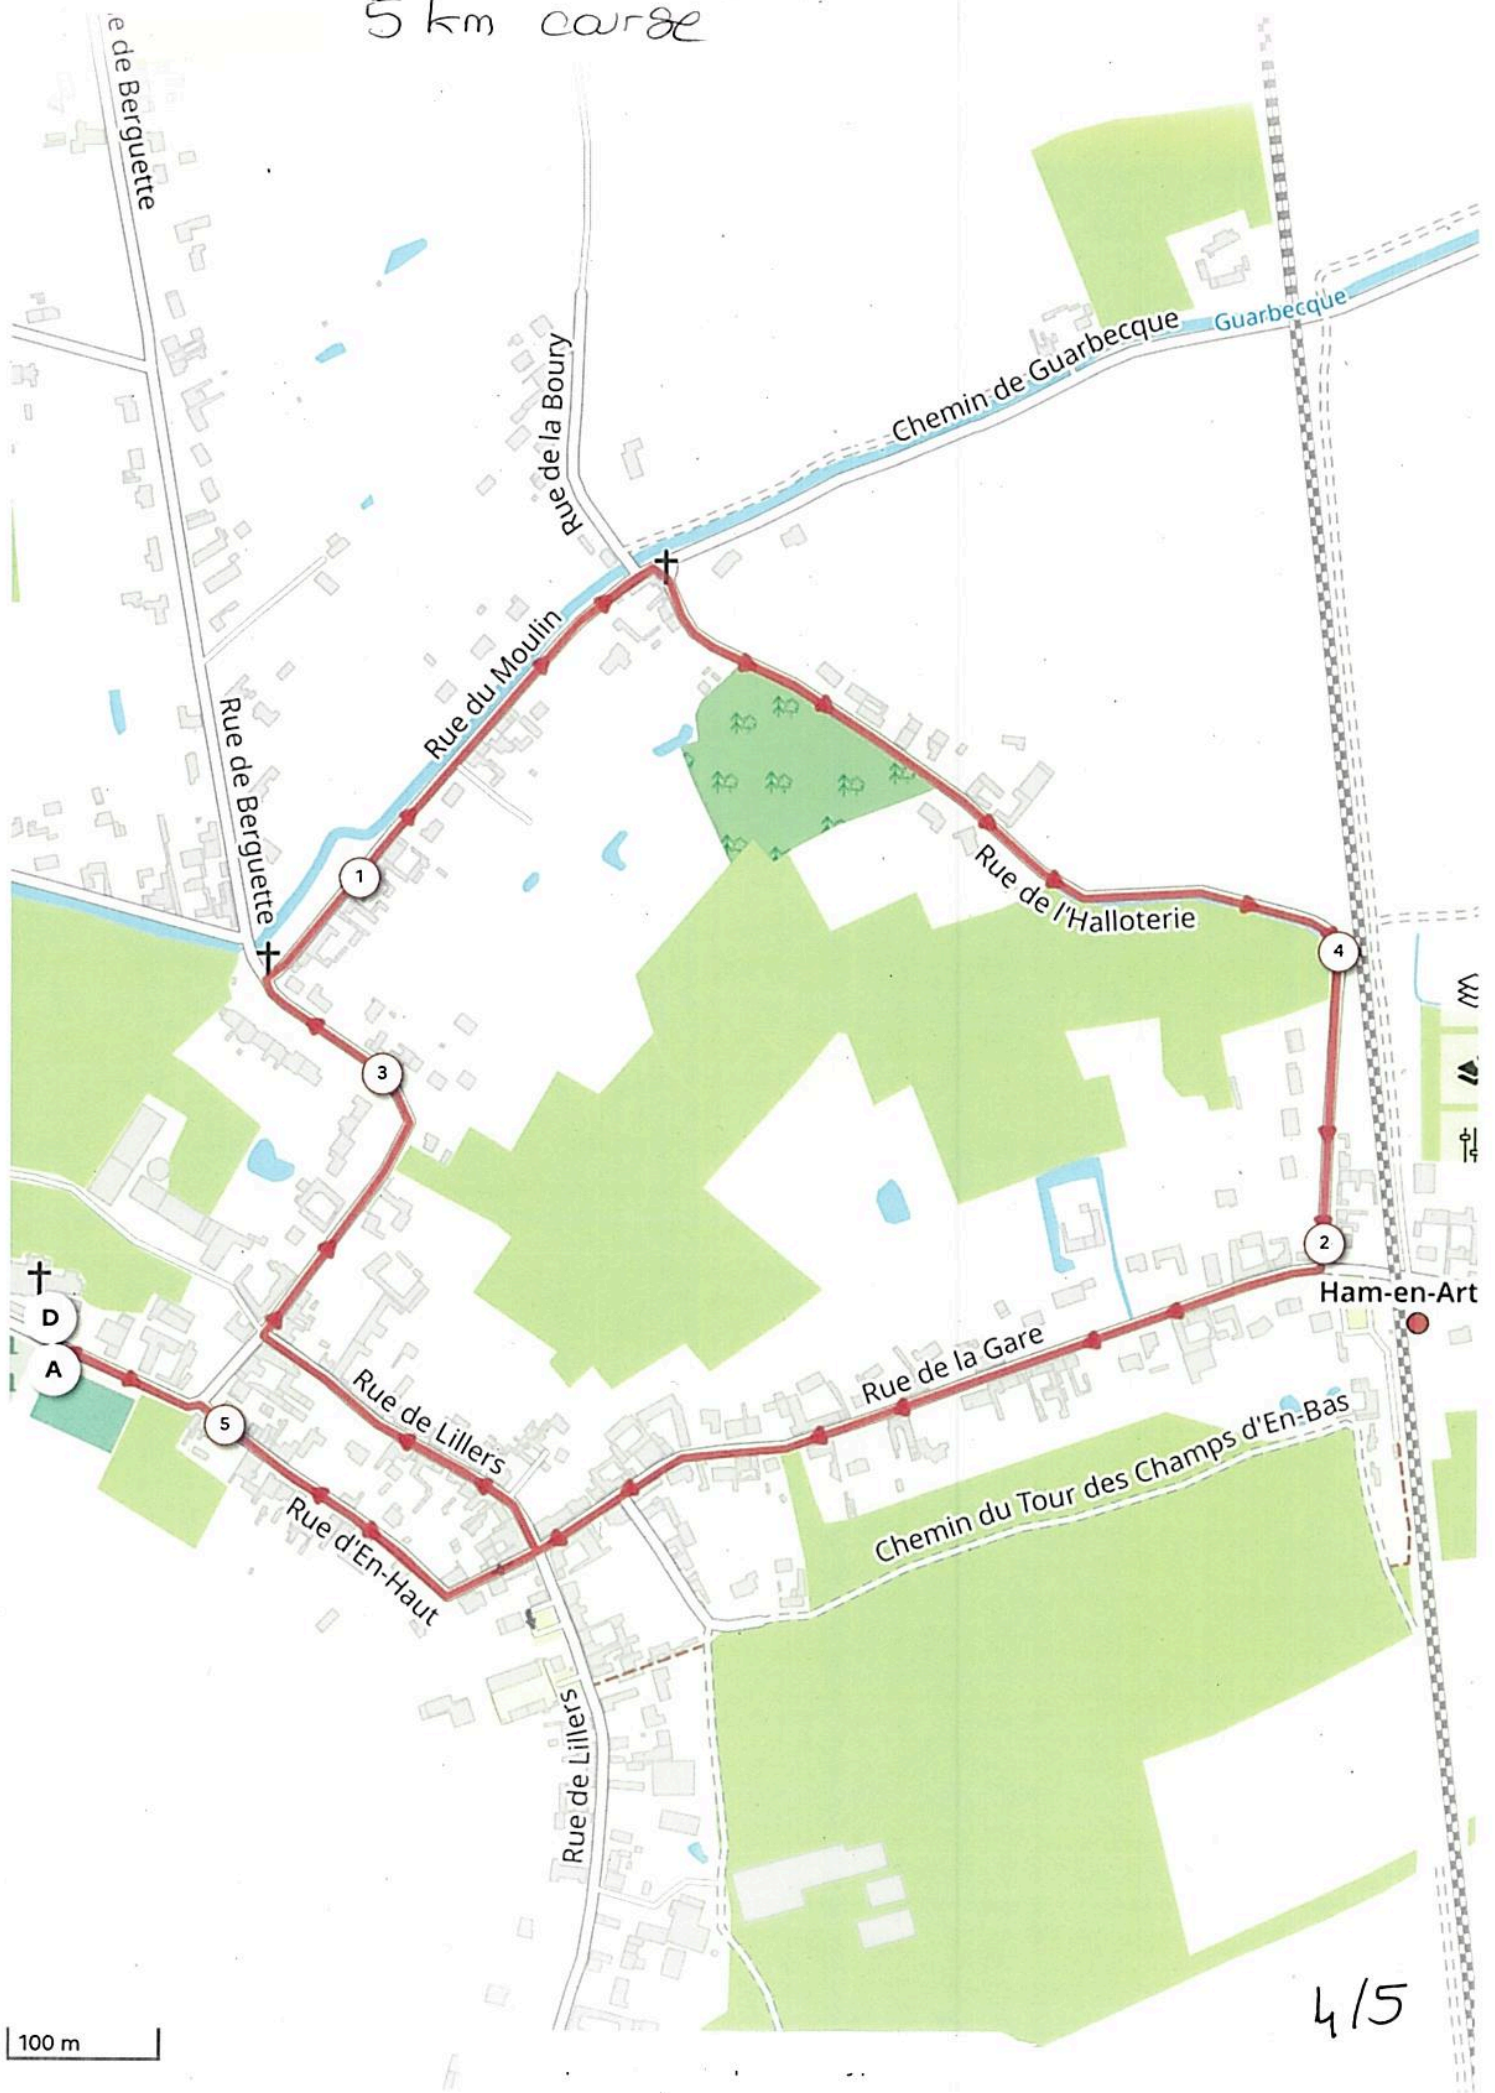 5 km course
e de Berguette
Rue de la Boury
Guarbecque
Chemin de Guarbecque
Rue du Moulin
Rue de Berguette
1
Rue de l'Halloterie
4
3
2
Ham-en-Art
D
A
Rue de la Gare
Rue de Lillers
5
Chemin du Tour des Champs d'En-Bas
Rue d'En-Haut
Rue de Lillers
4/5
100 m